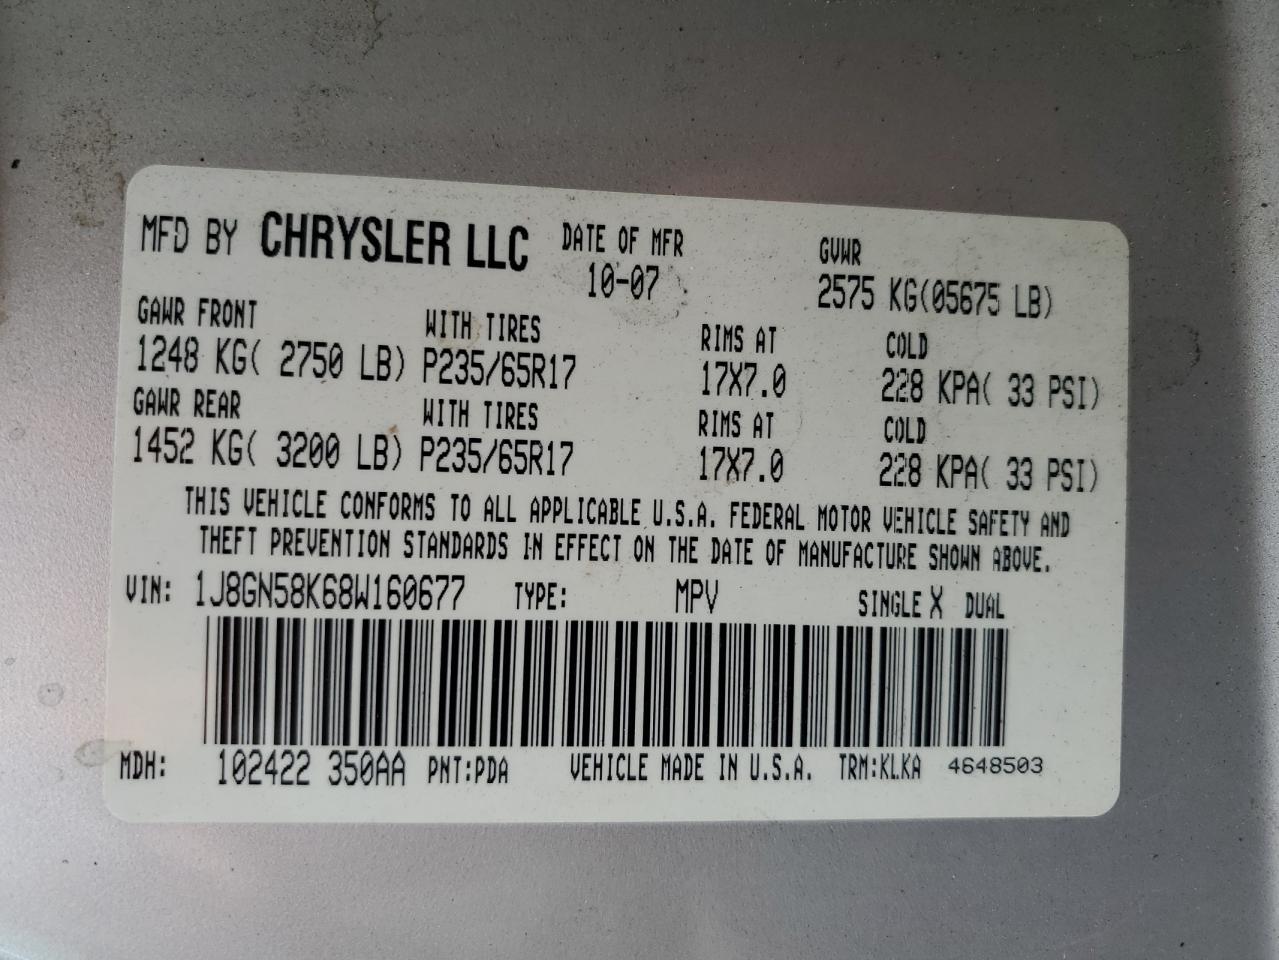 MFD BY CHRYSLER LLC DATE OF MFR GVWR
10-07 2575 KG(05675 LB)
GAWR FRONT WITH TIRES RIMS AT COLD
1248 KG( 2750 LB) P235/65R17 17X7.0 228 KPA( 33 PSI)
GAWR REAR WITH TIRES RIMS AT COLD
1452 KG( 3200 LB) P235/65R17 17X7.0 228 KPA( 33 PSI)
THIS VEHICLE CONFORMS TO ALL APPLICABLE U.S.A. FEDERAL MOTOR VEHICLE SAFETY AND
THEFT PREVENTION STANDARDS IN EFFECT ON THE DATE OF MANUFACTURE SHOWN ABOVE.
VIN: 1J8GN58K68W160677 TYPE: MPV SINGLE X DUAL
MDH: 102422 350AA PNT:PDA VEHICLE MADE IN U.S.A. TRM:KLKA 4648503